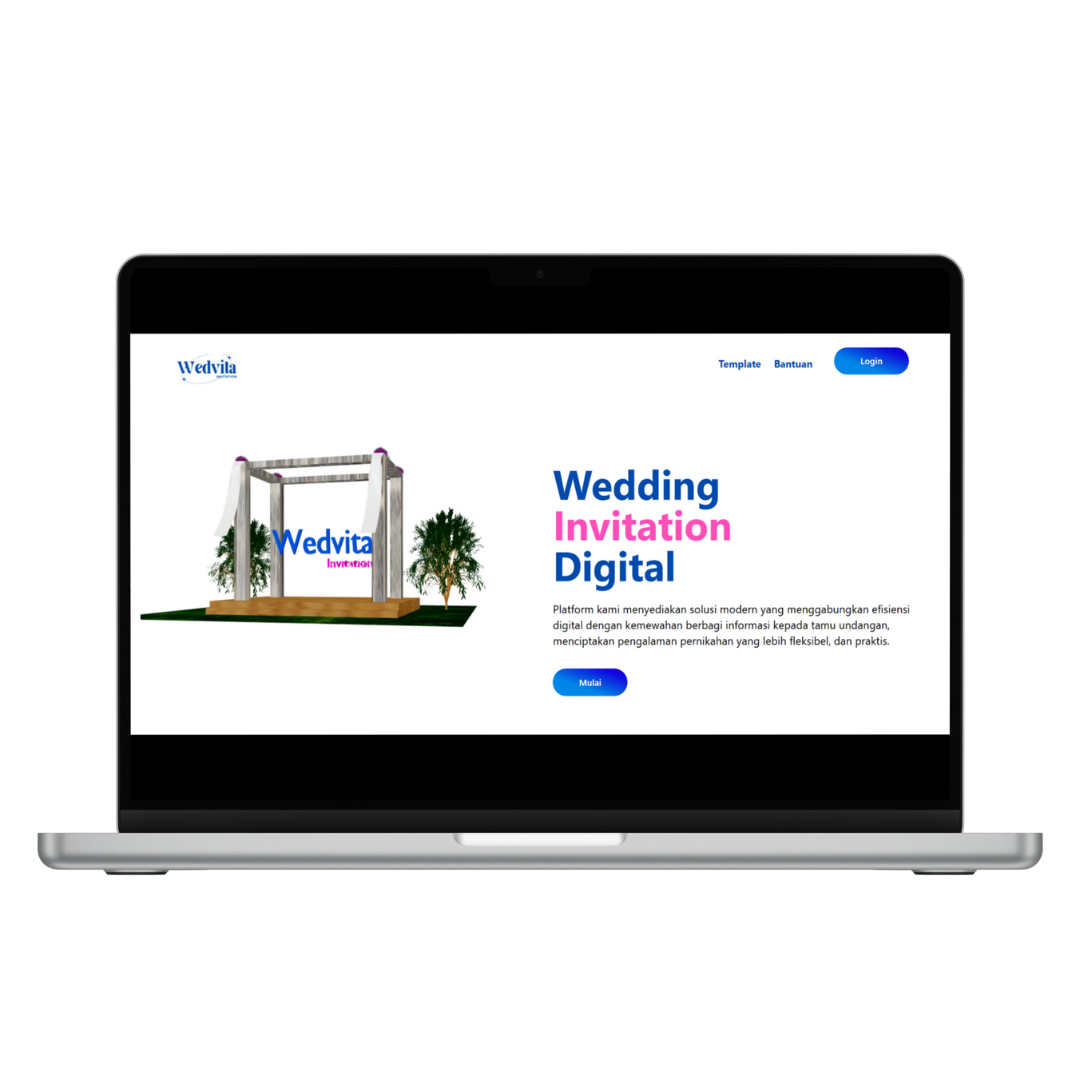 Wedvita
INVITATION
Template Bantuan Login
Wedvita
Invitation
Wedding
Invitation
Digital
Platform kami menyediakan solusi modern yang menggabungkan efisiensi
digital dengan kemewahan berbagi informasi kepada tamu undangan,
menciptakan pengalaman pernikahan yang lebih fleksibel, dan praktis.
Mulai